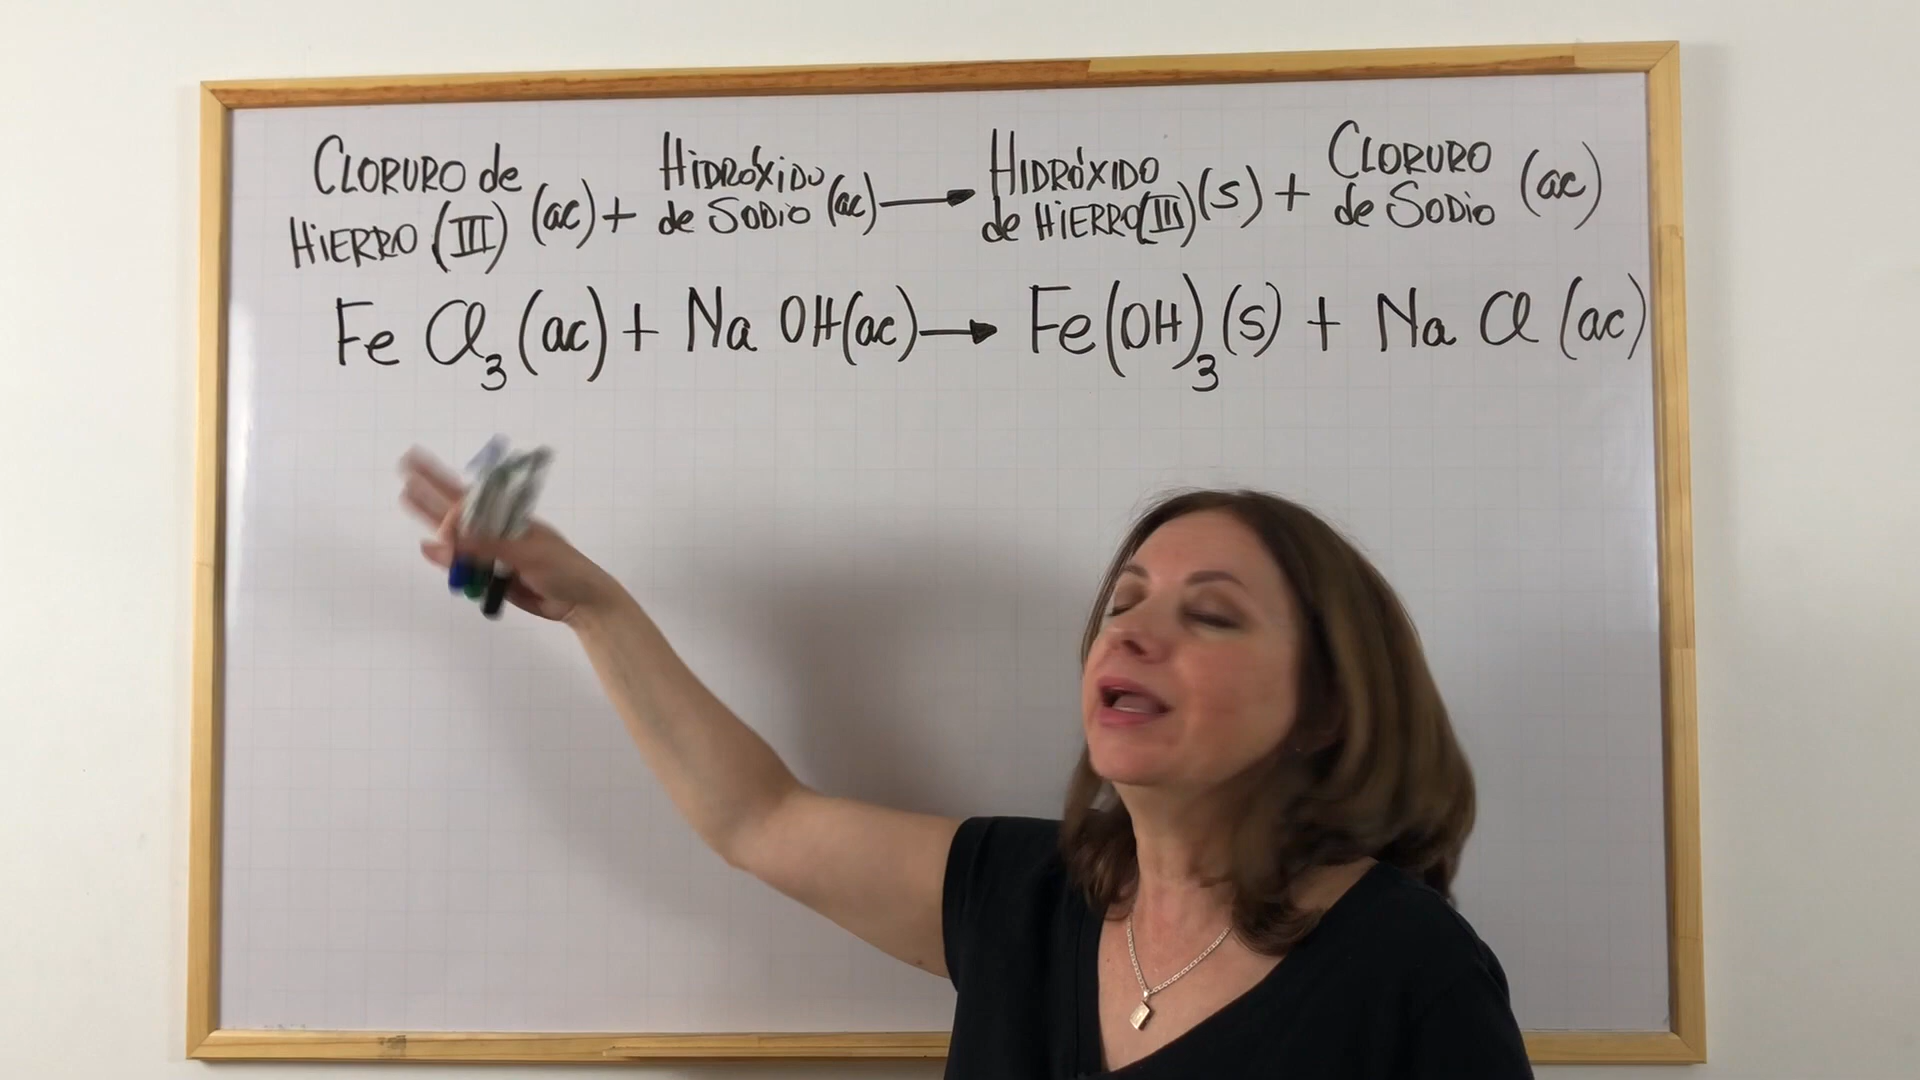 CLORURO de HIERRO (III) (ac) + HIDRÓXIDO de SODIO (ac) → HIDRÓXIDO de HIERRO (III) (s) + CLORURO de SODIO (ac)
Fe Cl₃ (ac) + Na OH (ac) → Fe(OH)₃ (s) + Na Cl (ac)